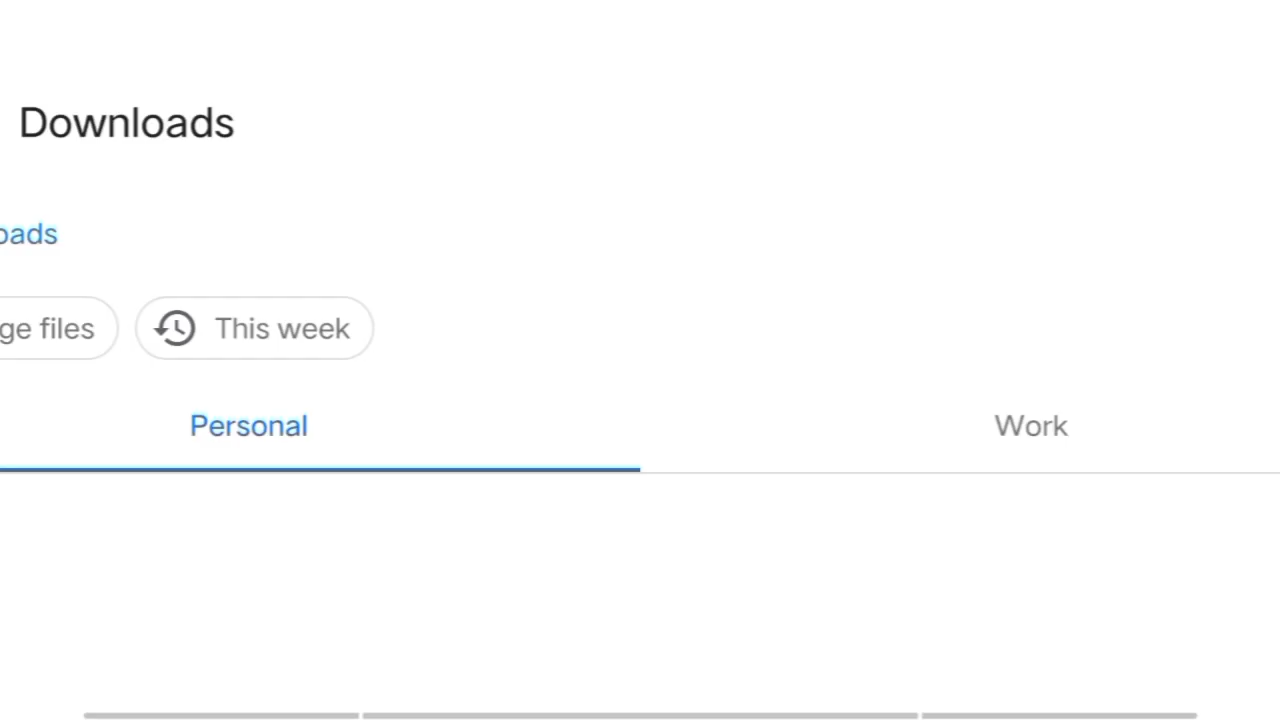 Downloads
oads
ge files
This week
Personal
Work